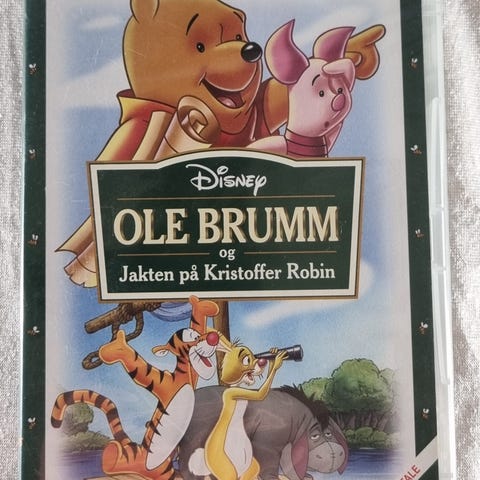 Disney
OLE BRUMM
og
Jakten på Kristoffer Robin